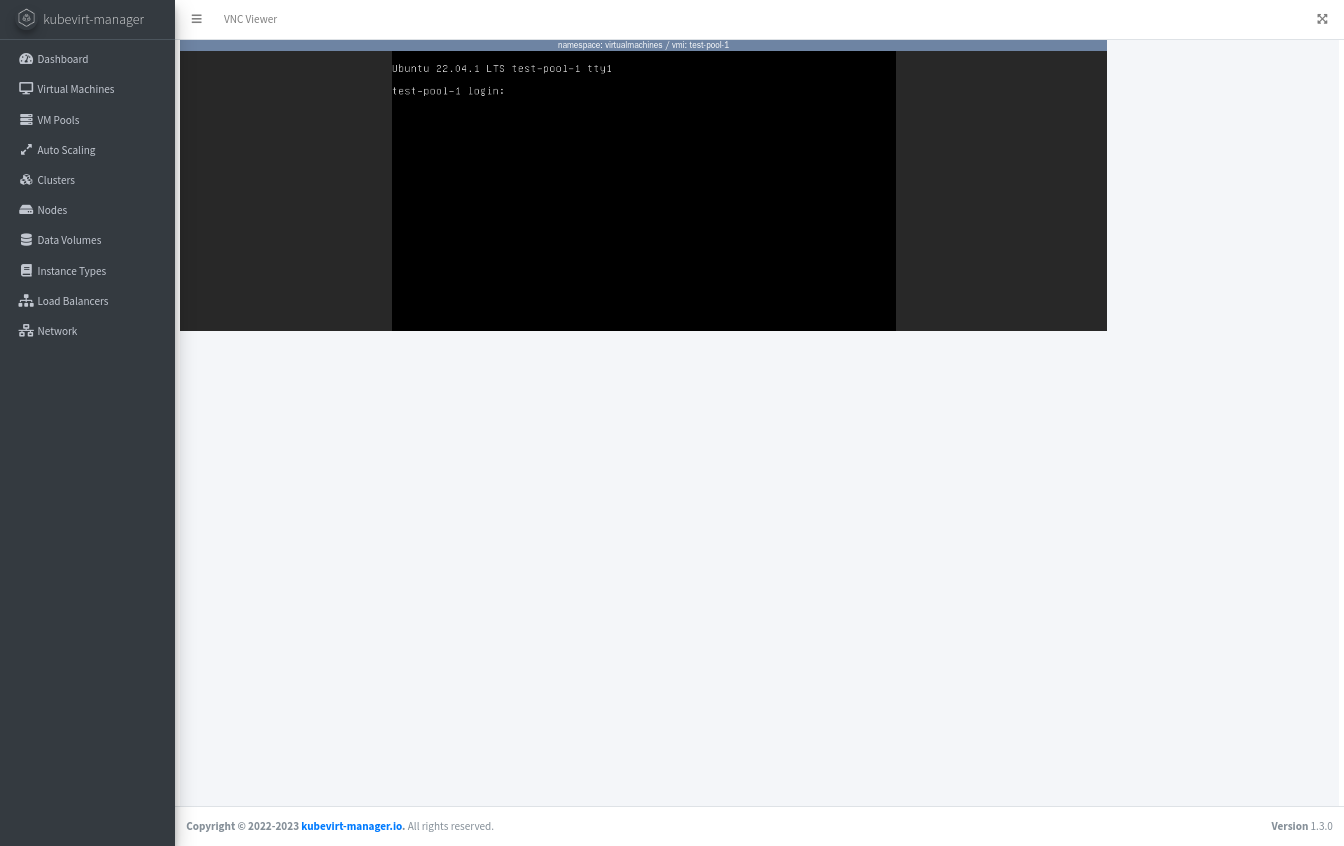 kubevirt-manager
VNC Viewer
Dashboard
Virtual Machines
VM Pools
Auto Scaling
Clusters
Nodes
Data Volumes
Instance Types
Load Balancers
Network
namespace: virtualmachines / vmi: test-pool-1
Ubuntu 22.04.1 LTS test-pool-1 tty1
test-pool-1 login:
Copyright © 2022-2023 kubevirt-manager.io. All rights reserved.
Version 1.3.0